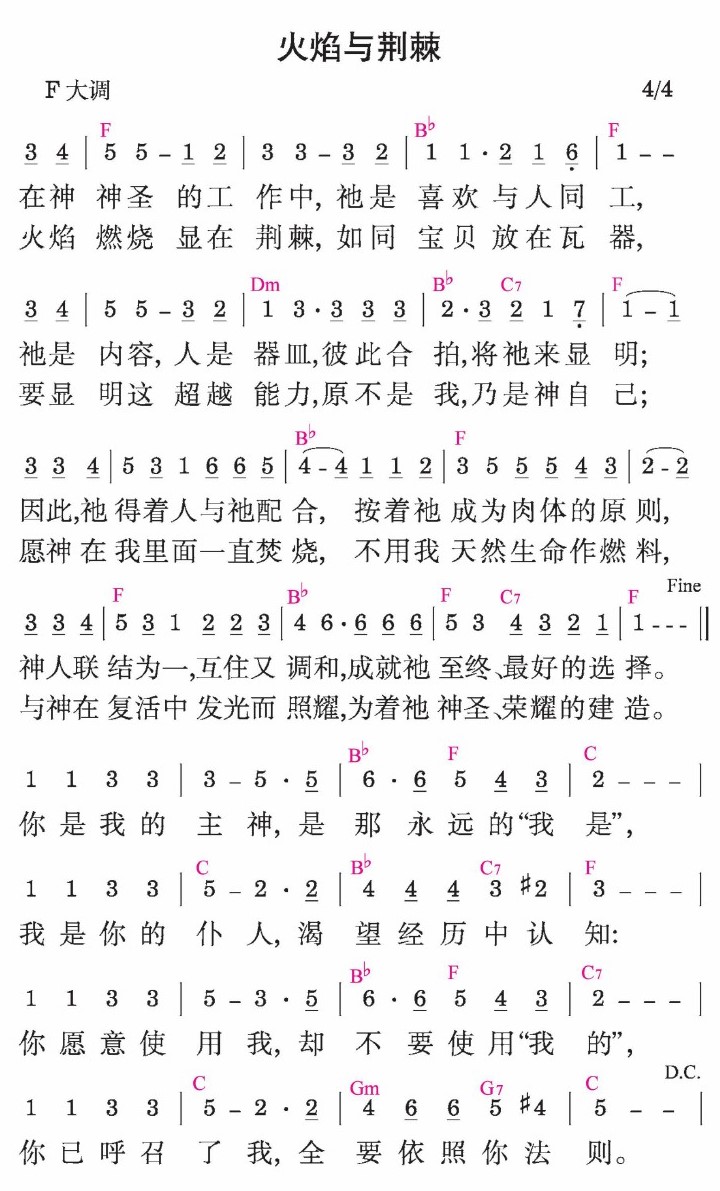 火焰与荆棘
F 大调 4/4
F B♭ F
3 4 | 5 5 – 1 2 | 3 3 – 3 2 | 1 1 · 2 1 6 | 1 – –
在神 神圣 的工 作中, 祂是 喜欢 与人同 工,
火焰 燃烧 显在 荆棘, 如同 宝贝 放在瓦 器,
Dm B♭ C7 F
3 4 | 5 5 – 3 2 | 1 3 · 3 3 3 | 2 · 3 2 1 7 | 1 – 1
祂是 内容, 人是 器皿,彼此合 拍,将祂来显 明;
要显 明这 超越 能力,原不是 我,乃是神自 己;
B♭ F
3 3 4 | 5 3 1 6 6 5 | 4 – 4 1 1 2 | 3 5 5 5 4 3 | 2 – 2
因此,祂 得着人与祂配 合, 按着祂 成为肉体的原 则,
愿神 在 我里面一直焚 烧, 不用我 天然生命作燃 料,
Fine
F B♭ F C7 F
3 3 4 | 5 3 1 2 2 3 | 4 6 · 6 6 6 | 5 3 4 3 2 1 | 1 – – – ||
神人联 结为一,互住又 调和,成就祂 至终、最好的选 择。
与神在 复活中 发光而 照耀,为着祂 神圣、荣耀的建 造。
B♭ F C
1 1 3 3 | 3 – 5 · 5 | 6 · 6 5 4 3 | 2 – – – |
你 是 我 的 主 神, 是 那 永 远 的“我 是”,
C B♭ C7 F
1 1 3 3 | 5 – 2 · 2 | 4 4 4 3 #2 | 3 – – – |
我 是 你 的 仆 人, 渴 望 经 历 中 认 知:
B♭ F C7
1 1 3 3 | 5 – 3 · 5 | 6 · 6 5 4 3 | 2 – – – |
你 愿 意 使 用 我, 却 不 要 使 用“我 的”,
D.C.
C Gm G7 C
1 1 3 3 | 5 – 2 · 2 | 4 6 6 5 #4 | 5 – – |
你 已 呼 召 了 我, 全 要 依 照 你 法 则。